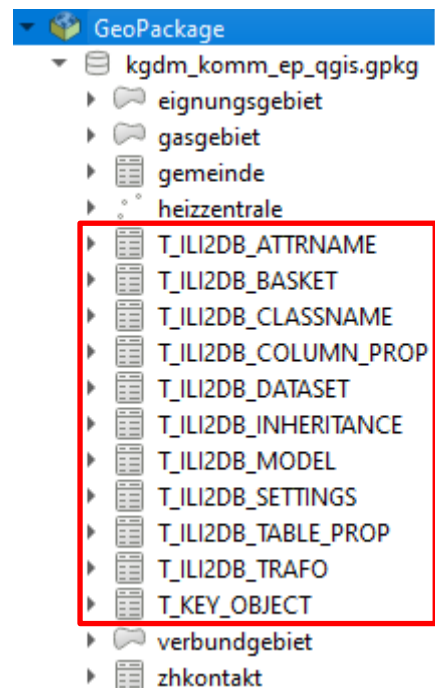 GeoPackage
kgdm_komm_ep_qgis.gpkg
eignungsgebiet
gasgebiet
gemeinde
heizzentrale
T_ILI2DB_ATTRNAME
T_ILI2DB_BASKET
T_ILI2DB_CLASSNAME
T_ILI2DB_COLUMN_PROP
T_ILI2DB_DATASET
T_ILI2DB_INHERITANCE
T_ILI2DB_MODEL
T_ILI2DB_SETTINGS
T_ILI2DB_TABLE_PROP
T_ILI2DB_TRAFO
T_KEY_OBJECT
verbundgebiet
zhkontakt